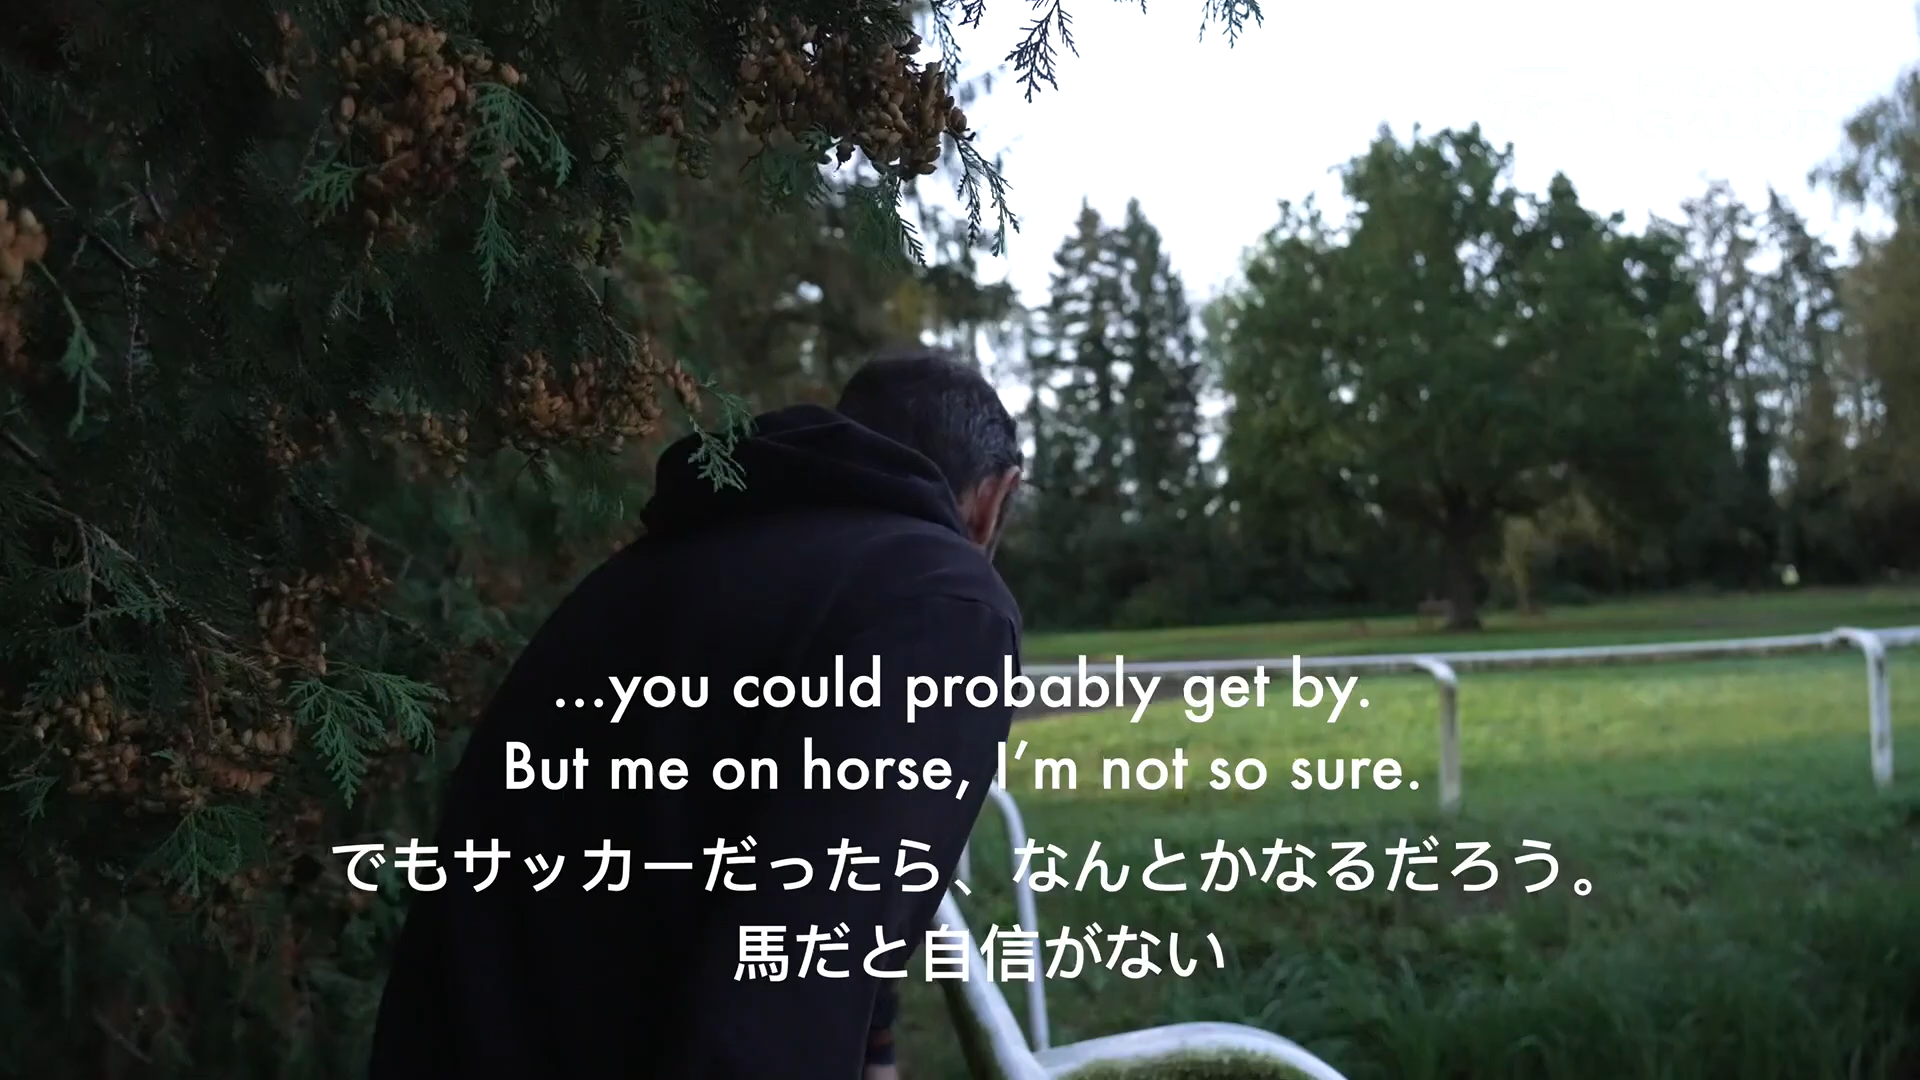 ...you could probably get by.
But me on horse, I'm not so sure.
でもサッカーだったら、なんとかなるだろう。
馬だと自信がない